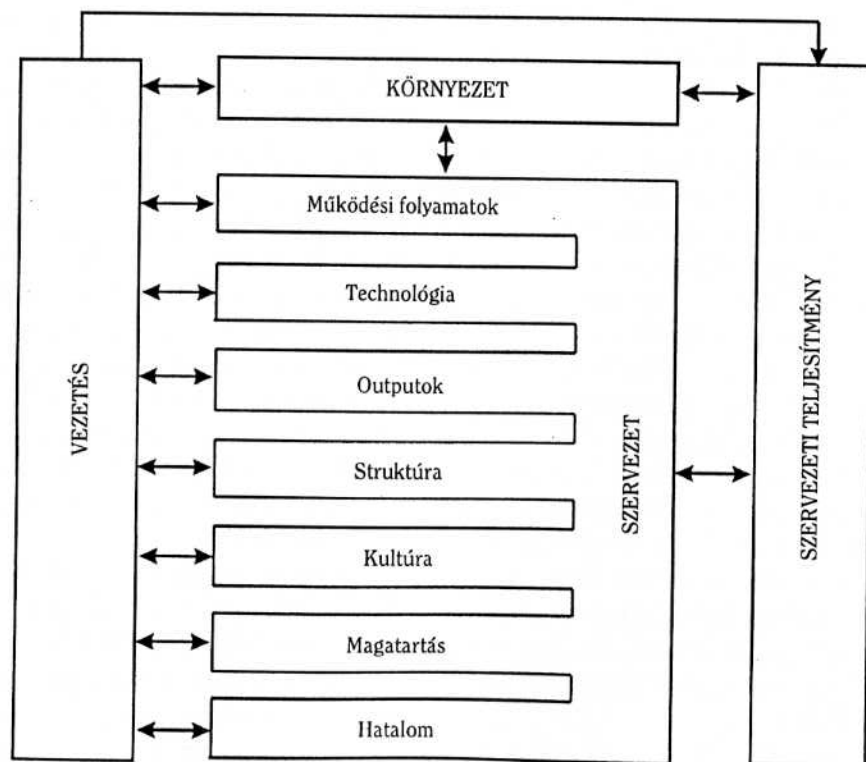 KÖRNYEZET
Működési folyamatok
Technológia
Outputok
Struktúra
Kultúra
Magatartás
Hatalom
VEZETÉS
SZERVEZET
SZERVEZETI TELJESÍTMÉNY